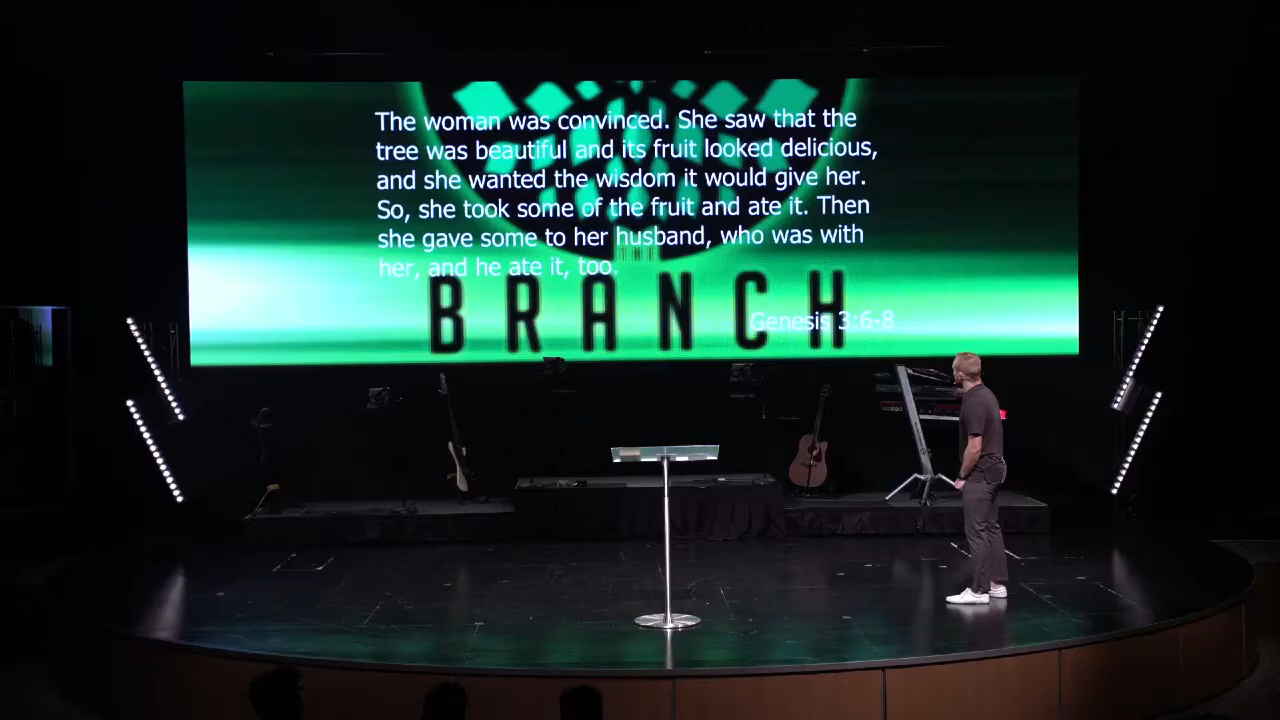 The woman was convinced. She saw that the
tree was beautiful and its fruit looked delicious,
and she wanted the wisdom it would give her.
So, she took some of the fruit and ate it. Then
she gave some to her husband, who was with
her, and he ate it, too.
Genesis 3:6-8
BRANCH